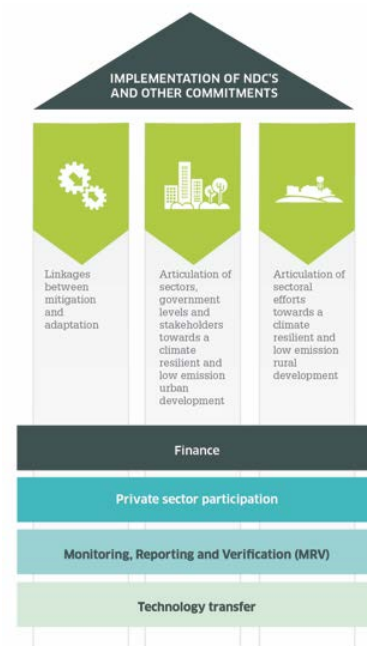 IMPLEMENTATION OF NDC'S
AND OTHER COMMITMENTS
Linkages
between
mitigation
and
adaptation
Articulation of
sectors,
government
levels and
stakeholders
towards a
climate
resilient and
low emission
urban
development
Articulation of
sectoral
efforts
towards a
climate
resilient and
low emission
rural
development
Finance
Private sector participation
Monitoring, Reporting and Verification (MRV)
Technology transfer